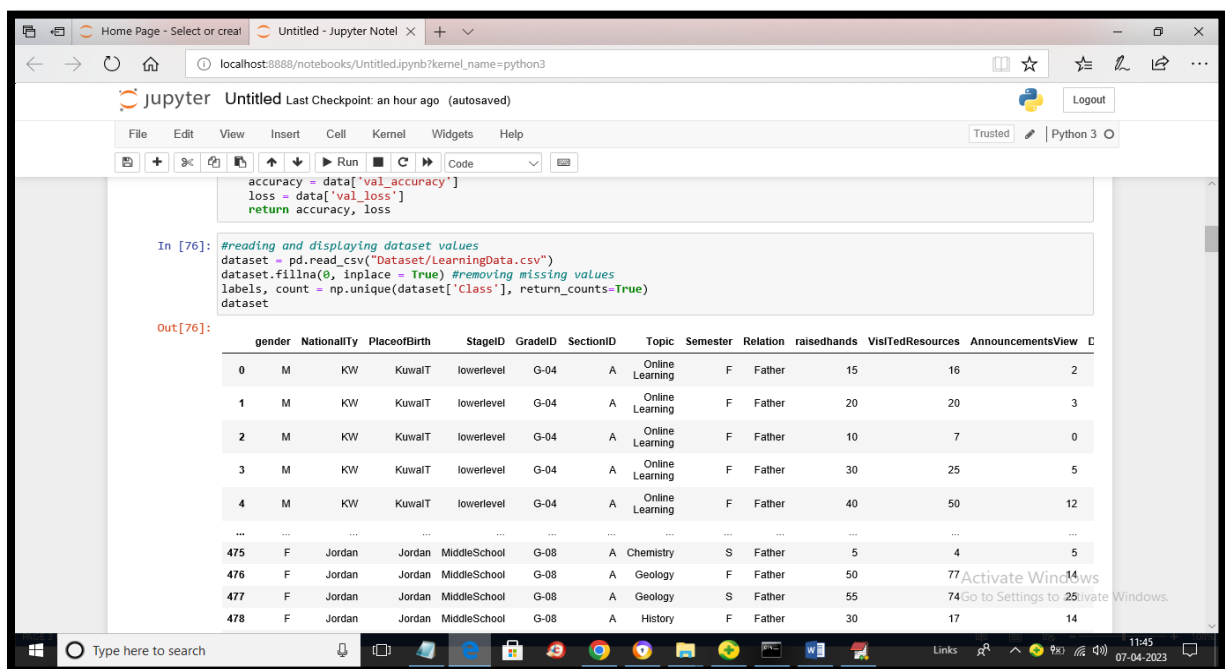 Home Page - Select or creat
Untitled - Jupyter Notel
localhost:8888/notebooks/Untitled.ipynb?kernel_name=python3
jupyter Untitled Last Checkpoint: an hour ago (autosaved)
Logout
File Edit View Insert Cell Kernel Widgets Help
Trusted Python 3
Run Code
accuracy = data['val_accuracy']
loss = data['val_loss']
return accuracy, loss
In [76]: #reading and displaying dataset values
dataset = pd.read_csv("Dataset/LearningData.csv")
dataset.fillna(0, inplace = True) #removing missing values
labels, count = np.unique(dataset['Class'], return_counts=True)
dataset
Out[76]:
gender NationalITy PlaceofBirth StageID GradeID SectionID Topic Semester Relation raisedhands VisITedResources AnnouncementsView D
0 M KW KuwaIT lowerlevel G-04 A Online Learning F Father 15 16 2
1 M KW KuwaIT lowerlevel G-04 A Online Learning F Father 20 20 3
2 M KW KuwaIT lowerlevel G-04 A Online Learning F Father 10 7 0
3 M KW KuwaIT lowerlevel G-04 A Online Learning F Father 30 25 5
4 M KW KuwaIT lowerlevel G-04 A Online Learning F Father 40 50 12
... ... ... ... ... ... ... ... ... ... ... ... ...
475 F Jordan Jordan MiddleSchool G-08 A Chemistry S Father 5 4 5
476 F Jordan Jordan MiddleSchool G-08 A Geology F Father 50 77 14
477 F Jordan Jordan MiddleSchool G-08 A Geology S Father 55 74 25
478 F Jordan Jordan MiddleSchool G-08 A History F Father 30 17 14
Activate Windows
Go to Settings to activate Windows.
PAGE 3
Type here to search
Links
11:45
07-04-2023